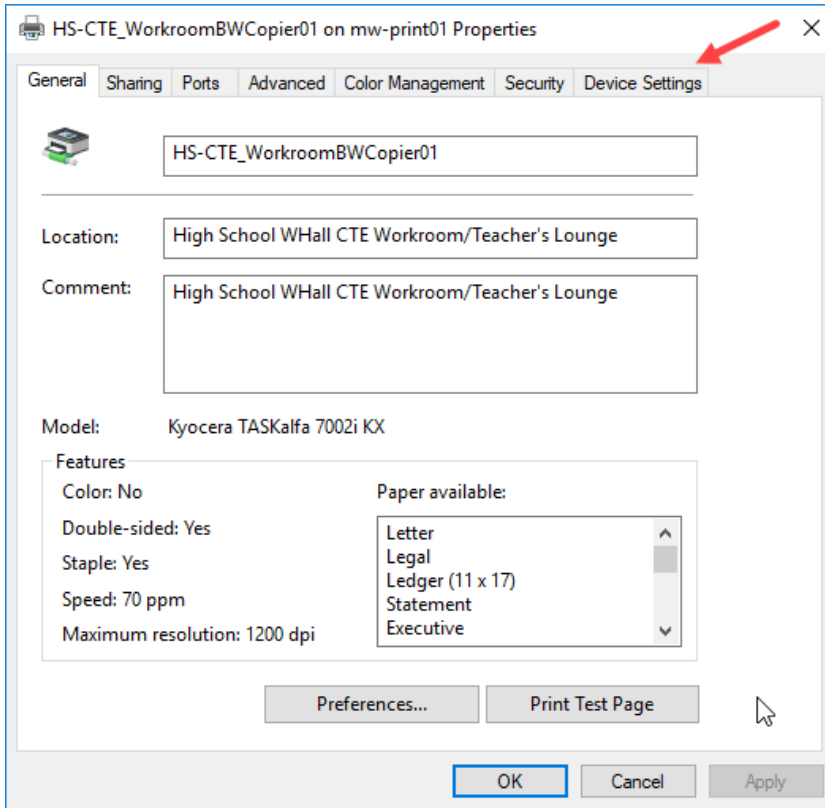 HS-CTE_WorkroomBWCopier01 on mw-print01 Properties
General Sharing Ports Advanced Color Management Security Device Settings
HS-CTE_WorkroomBWCopier01
Location: High School WHall CTE Workroom/Teacher's Lounge
Comment: High School WHall CTE Workroom/Teacher's Lounge
Model: Kyocera TASKalfa 7002i KX
Features
Color: No
Double-sided: Yes
Staple: Yes
Speed: 70 ppm
Maximum resolution: 1200 dpi
Paper available:
Letter
Legal
Ledger (11 x 17)
Statement
Executive
Preferences... Print Test Page
OK Cancel Apply